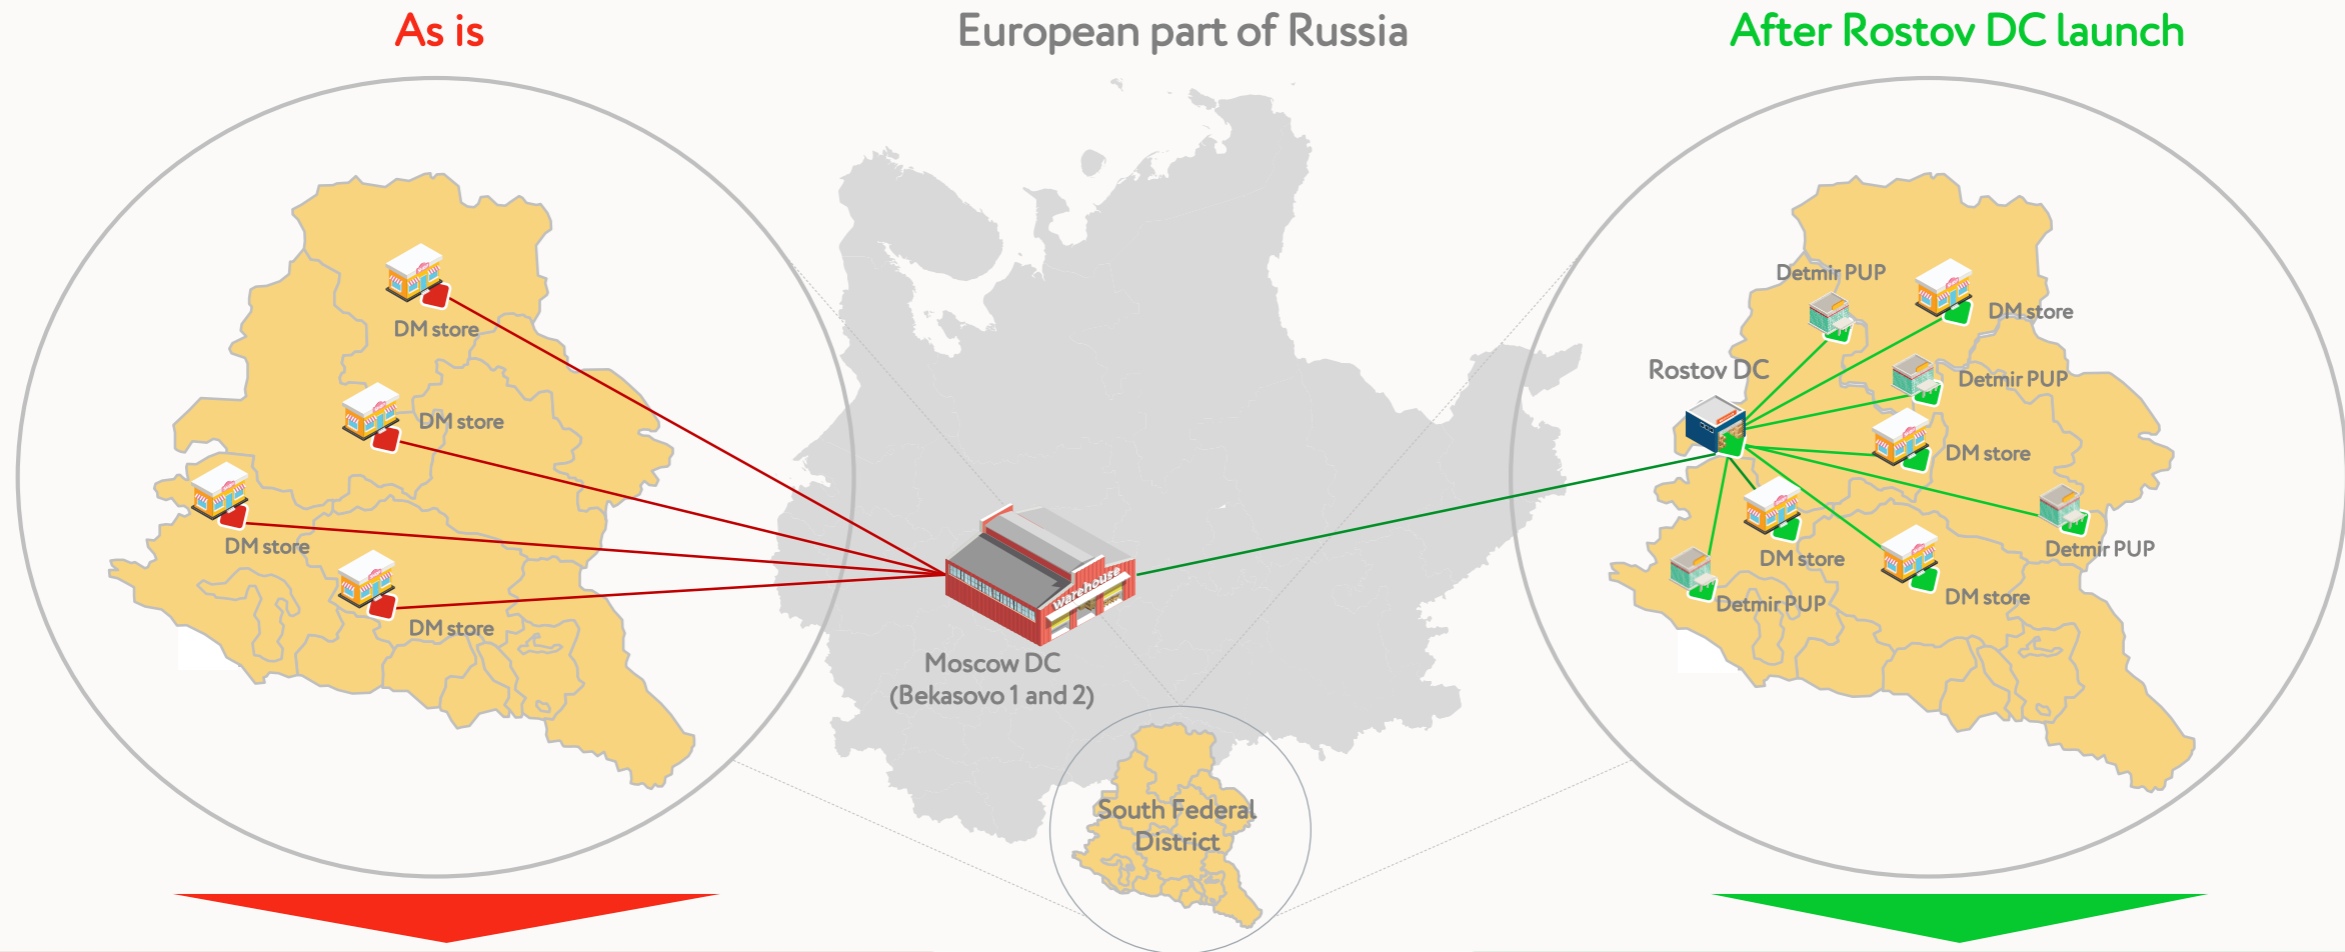 As is
European part of Russia
After Rostov DC launch
DM store
DM store
DM store
DM store
warehouse
Moscow DC
(Bekasovo 1 and 2)
South Federal
District
Detmir PUP
DM store
Rostov DC
Detmir PUP
DM store
Detmir PUP
DM store
DM store
Detmir PUP